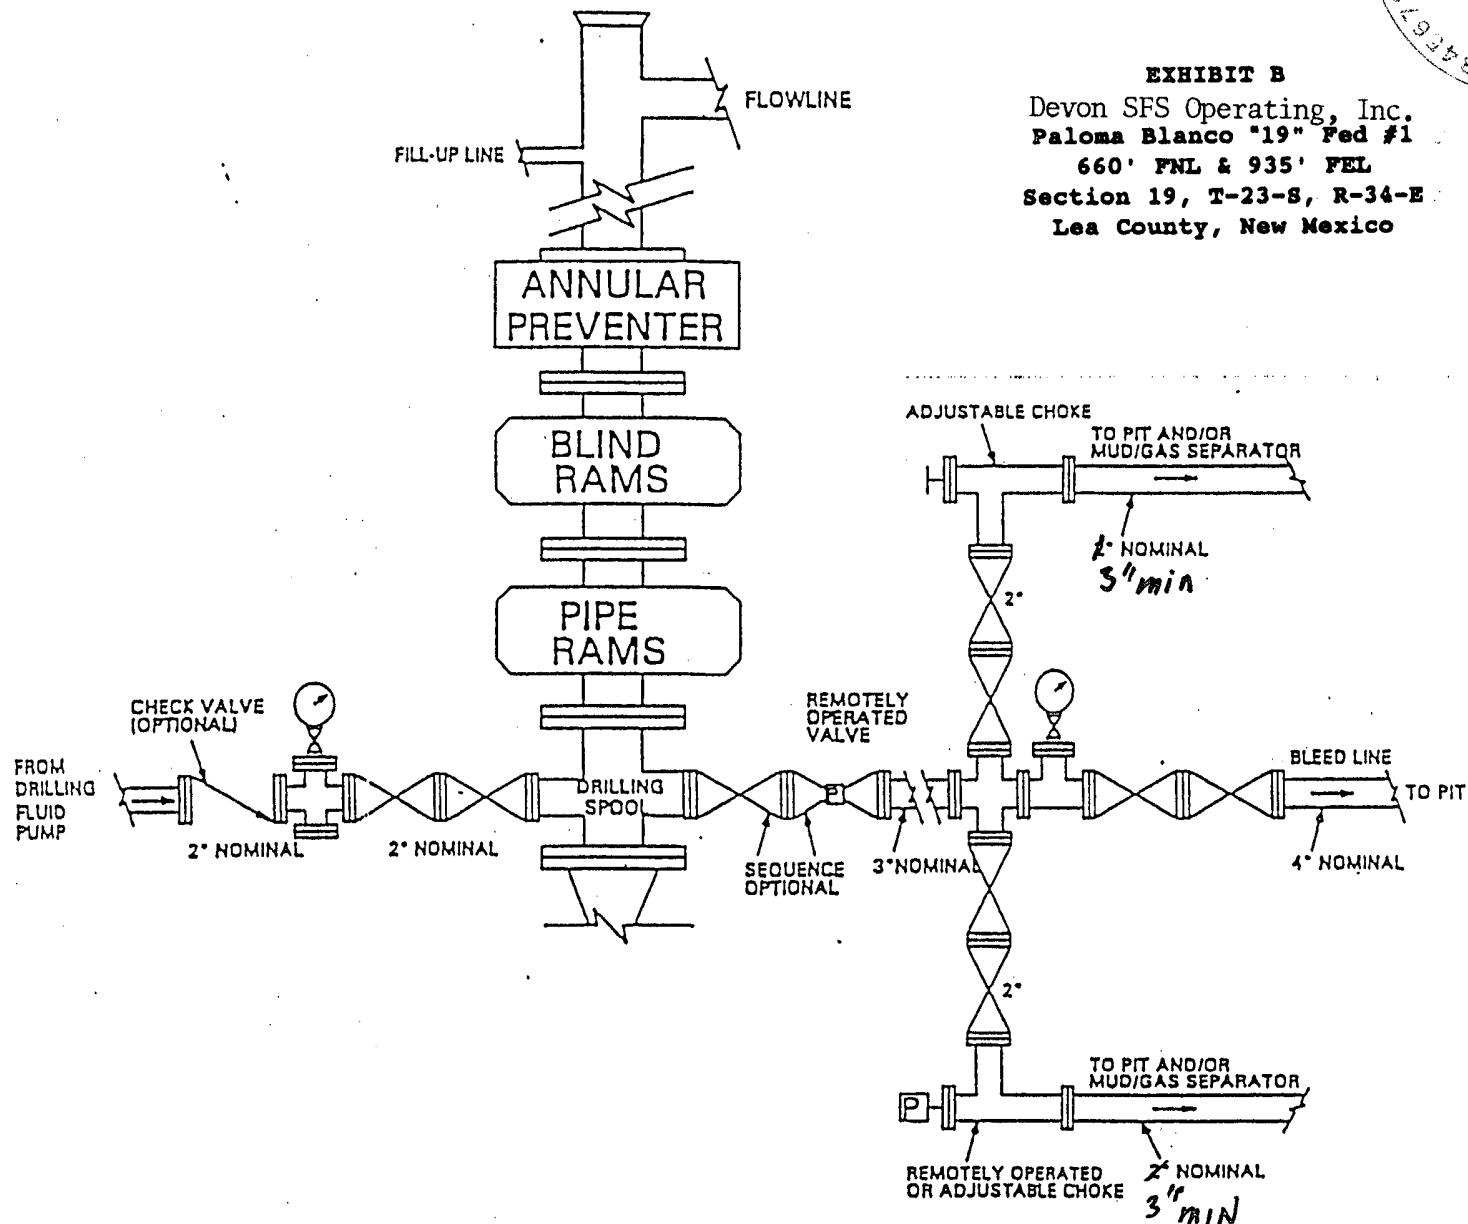 EXHIBIT B
Devon SFS Operating, Inc.
Paloma Blanco "19" Fed #1
660' FNL & 935' FEL
Section 19, T-23-S, R-34-E
Lea County, New Mexico
FLOWLINE
FILL-UP LINE
ANNULAR
PREVENTER
BLIND
RAMS
PIPE
RAMS
ADJUSTABLE CHOKE
TO PIT AND/OR
MUD/GAS SEPARATOR
2" NOMINAL
3" min
2"
CHECK VALVE
(OPTIONAL)
REMOTELY
OPERATED
VALVE
FROM
DRILLING
FLUID
PUMP
DRILLING
SPOOL
P
BLEED LINE
TO PIT
2" NOMINAL
2" NOMINAL
SEQUENCE
OPTIONAL
3" NOMINAL
4" NOMINAL
2"
TO PIT AND/OR
MUD/GAS SEPARATOR
P
REMOTELY OPERATED
OR ADJUSTABLE CHOKE
2" NOMINAL
3" MIN